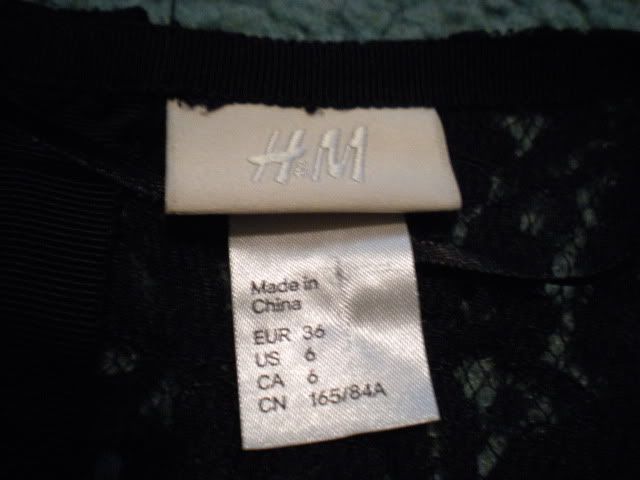 H&M
Made in
China
EUR 36
US 6
CA 6
CN 165/84A